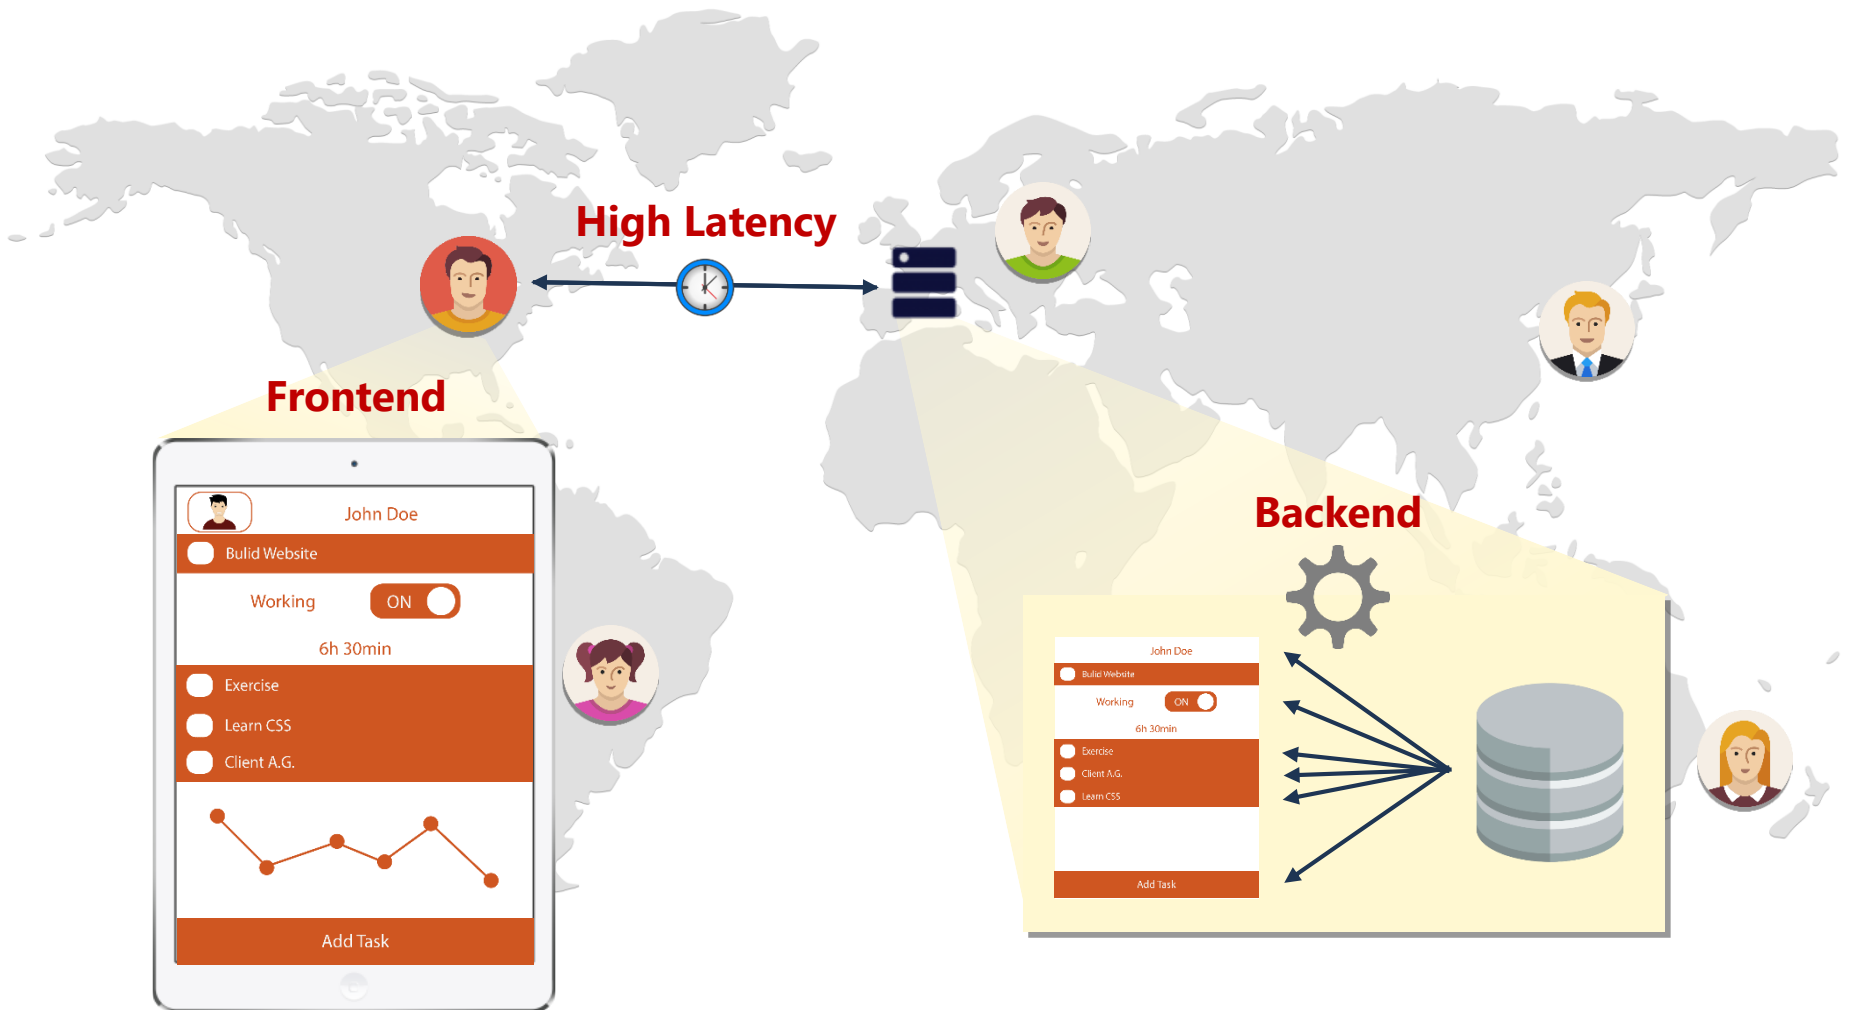 High Latency
Frontend
John Doe
Bulid Website
Working
ON
6h 30min
Exercise
Learn CSS
Client A.G.
Add Task
Backend
John Doe
Bulid Website
Working
ON
6h 30min
Exercise
Client A.G.
Learn CSS
Add Task